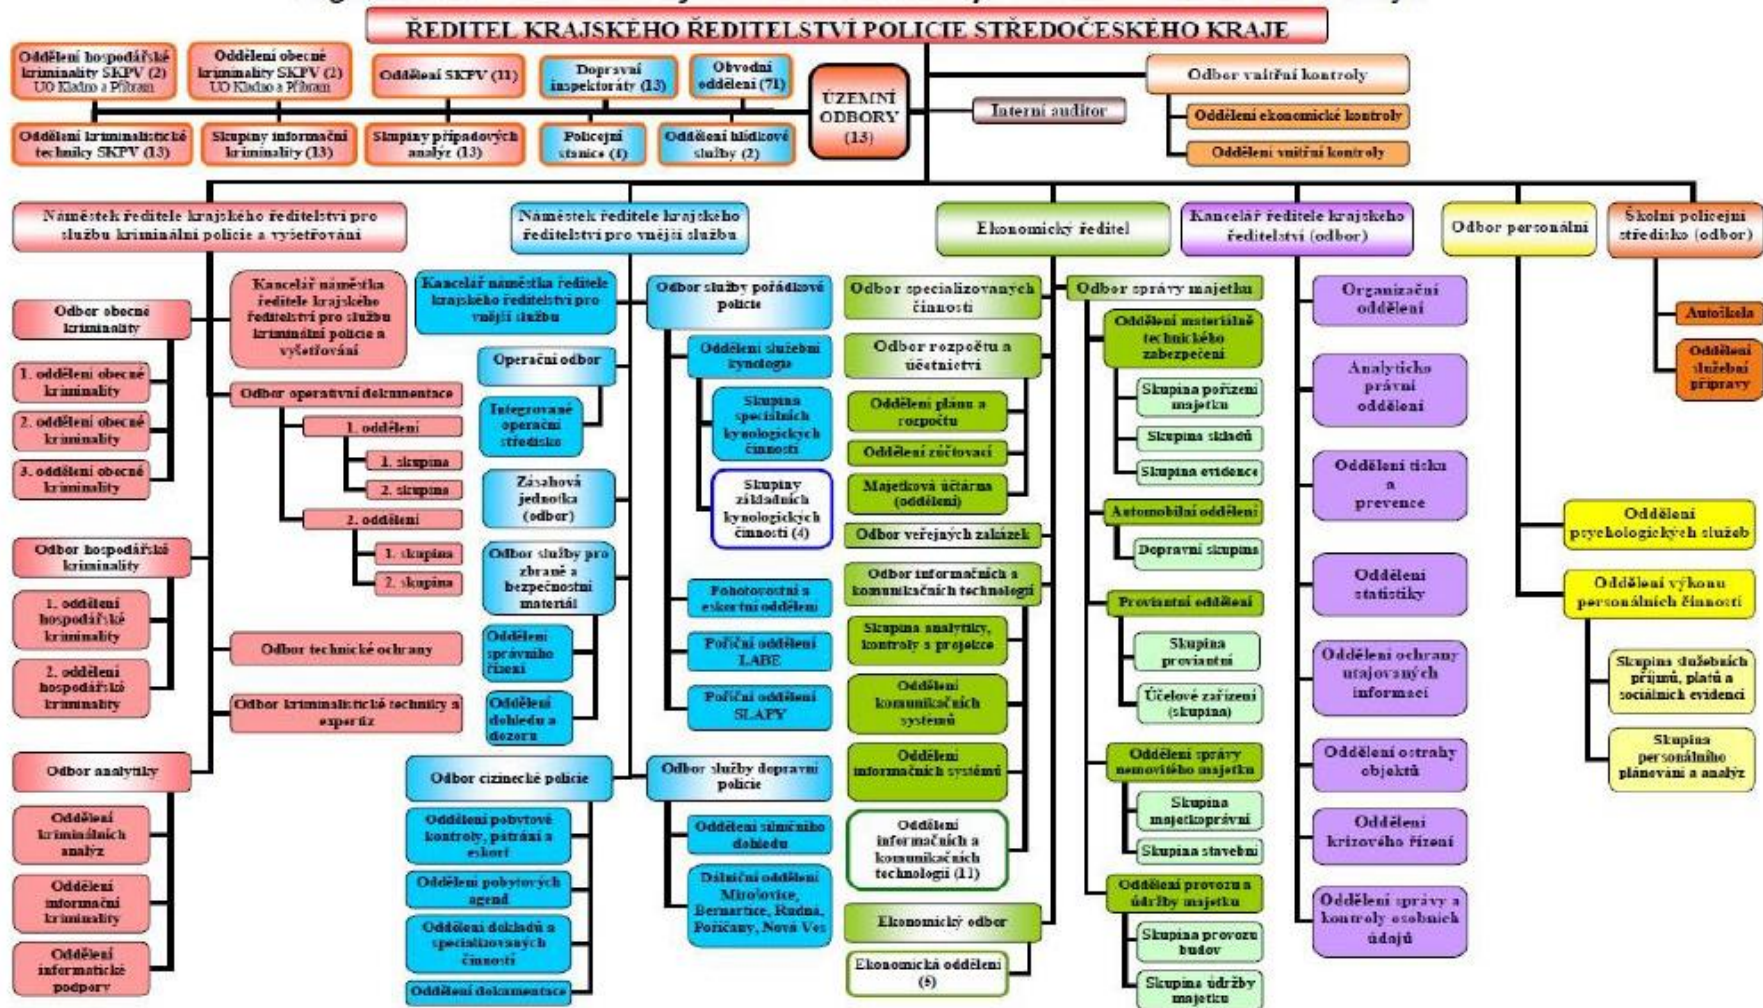 ŘEDITEL KRAJSKÉHO ŘEDITELSTVÍ POLICIE STŘEDOČESKÉHO KRAJE
Oddělení hospodářské
kriminality SKPV (2)
ÚO Kladno a Příbram
Oddělení obecné
kriminality SKPV (2)
ÚO Kladno a Příbram
Oddělení SKPV (11)
Dopravní
inspektoráty (13)
Obvodní
oddělení (71)
ÚZEMNÍ
ODBORY
(13)
Oddělení kriminalistické
techniky SKPV (13)
Skupiny informační
kriminality (13)
Skupiny případových
analýz (13)
Policejní
stanice (4)
Oddělení hlídkové
služby (2)
Interní auditor
Odbor vnitřní kontroly
Oddělení ekonomické kontroly
Oddělení vnitřní kontroly
Náměstek ředitele krajského ředitelství pro
službu kriminální policie a vyšetřování
Náměstek ředitele krajského
ředitelství pro vnější službu
Ekonomický ředitel
Kancelář ředitele krajského
ředitelství (odbor)
Odbor personální
Školní policejní
středisko (odbor)
Odbor obecné
kriminality
1. oddělení obecné
kriminality
2. oddělení obecné
kriminality
3. oddělení obecné
kriminality
Odbor hospodářské
kriminality
1. oddělení
hospodářské
kriminality
2. oddělení
hospodářské
kriminality
Odbor analytiky
Oddělení
kriminálních
analýz
Oddělení
informační
kriminality
Oddělení
informatické
podpory
Kancelář náměstka
ředitele krajského
ředitelství pro službu
kriminální policie a
vyšetřování
Odbor operativní dokumentace
1. oddělení
1. skupina
2. skupina
2. oddělení
1. skupina
2. skupina
Odbor technické ochrany
Odbor kriminalistické techniky a
expertiz
Kancelář náměstka ředitele
krajského ředitelství pro
vnější službu
Operační odbor
Integrované
operační
středisko
Zásahová
jednotka
(odbor)
Odbor služby pro
zbraně a
bezpečnostní
materiál
Oddělení
správního
řízení
Oddělení
dohledu a
dozoru
Odbor cizinecké policie
Oddělení pobytové
kontroly, pátrání a
eskort
Oddělení pobytových
agend
Oddělení dokladů a
specializovaných
činností
Oddělení dokumentace
Odbor služby pořádkové
policie
Oddělení služební
kynologie
Skupina
speciálních
kynologických
činností
Skupiny
základních
kynologických
činností (4)
Pohotovostní a
eskortní oddělení
Poříční oddělení
LABE
Poříční oddělení
SLAPY
Odbor služby dopravní
policie
Oddělení silničního
dohledu
Dálniční oddělení
Mirošovice,
Bernartice, Rudná,
Poříčany, Nová Ves
Odbor specializovaných
činností
Odbor rozpočtu a
účetnictví
Oddělení plánu a
rozpočtu
Oddělení zúčtovací
Majetková účtárna
(oddělení)
Odbor veřejných zakázek
Odbor informačních a
komunikačních technologií
Skupina analytiky,
kontroly a projekce
Oddělení
komunikačních
systémů
Oddělení
informačních systémů
Oddělení
informačních a
komunikačních
technologií (11)
Ekonomický odbor
Ekonomická oddělení
Odbor správy majetku
Oddělení materiálně
technického
zabezpečení
Skupina pořízení
majetku
Skupina skladů
Skupina evidence
Automobilní oddělení
Dopravní skupina
Proviantní oddělení
Skupina
proviantní
Účelové zařízení
(skupina)
Oddělení správy
nemovitého majetku
Skupina
majetkoprávní
Skupina stavební
Oddělení provozu a
údržby majetku
Skupina provozu
budov
Skupina údržby
majetku
Organizační
oddělení
Analyticko
právní
oddělení
Oddělení tisku
a
prevence
Oddělení
statistiky
Oddělení ochrany
utajovaných
informací
Oddělení ostrahy
objektů
Oddělení
krizového řízení
Oddělení správy a
kontroly osobních
údajů
Oddělení
psychologických služeb
Oddělení výkonu
personálních činností
Skupina služebních
příjmů, platů a
sociálních evidencí
Skupina
personálního
plánování a analýz
Autoškola
Oddělení
služební
přípravy